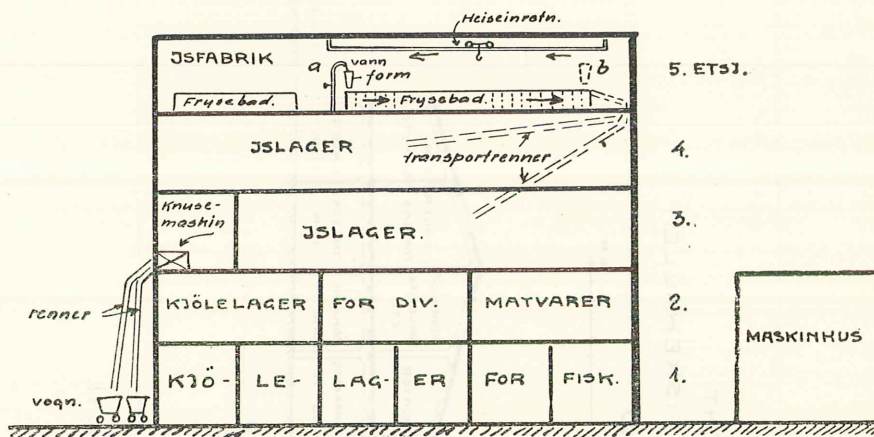 Heiseinretn.
JSFABRIK
a
vann
form
b
5. ETSJ.
Frysebad.
Frysebad.
JSLAGER
transportrenner
4.
Knuse-
maskin
JSLAGER.
3.
renner
KJÖLELAGER FOR DIV. MATVARER
2.
MASKINHUS
KJÖ- LE- LAG- ER FOR FISK.
1.
vogn.